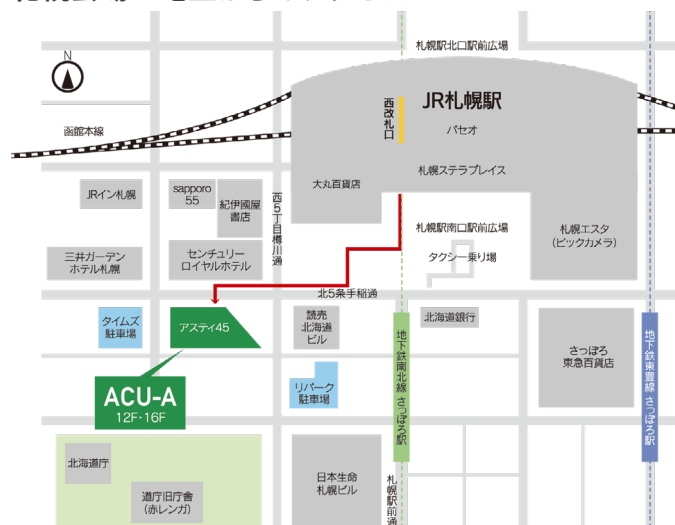 札幌駅北口駅前広場
N
JR札幌駅
西改札口
パセオ
函館本線
札幌ステラプレイス
大丸百貨店
JRイン札幌
sapporo
55
紀伊國屋
書店
西5丁目樽川通
札幌駅南口駅前広場
タクシー乗り場
札幌エスタ
(ビックカメラ)
三井ガーデン
ホテル札幌
センチュリー
ロイヤルホテル
北5条手稲通
タイムズ
駐車場
アスティ45
読売
北海道
ビル
北海道銀行
地下鉄南北線 さっぽろ駅
さっぽろ
東急百貨店
地下鉄東豊線 さっぽろ駅
ACU-A
12F・16F
リパーク
駐車場
北海道庁
道庁旧庁舎
(赤レンガ)
日本生命
札幌ビル
札幌駅前通